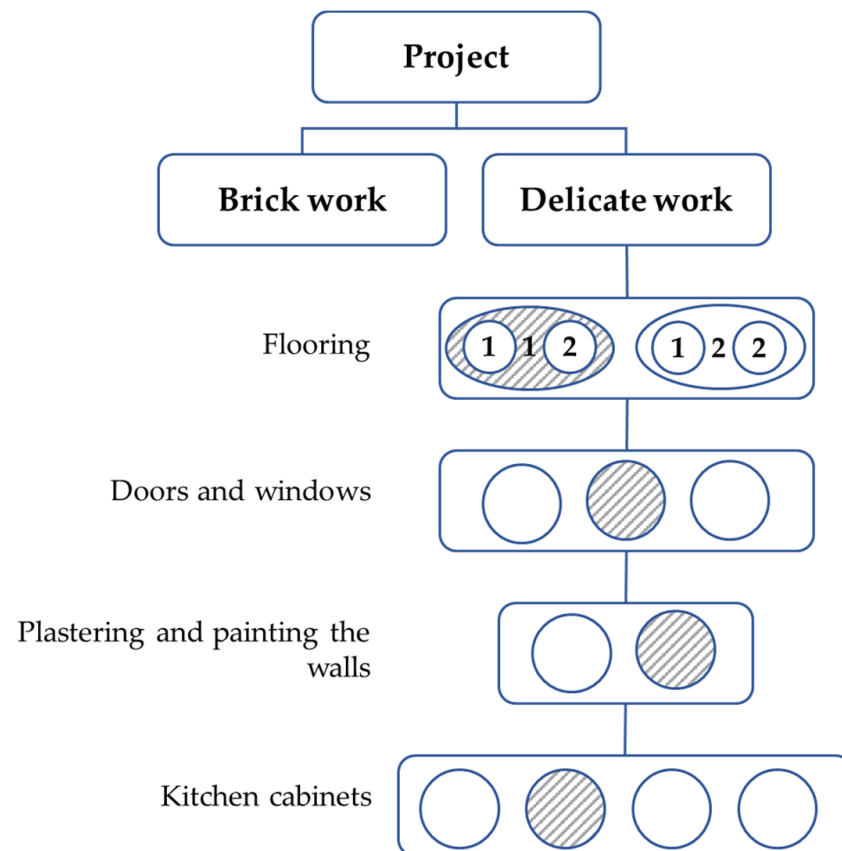 Project
Brick work
Delicate work
Flooring
1 1 2
1 2 2
Doors and windows
Plastering and painting the
walls
Kitchen cabinets